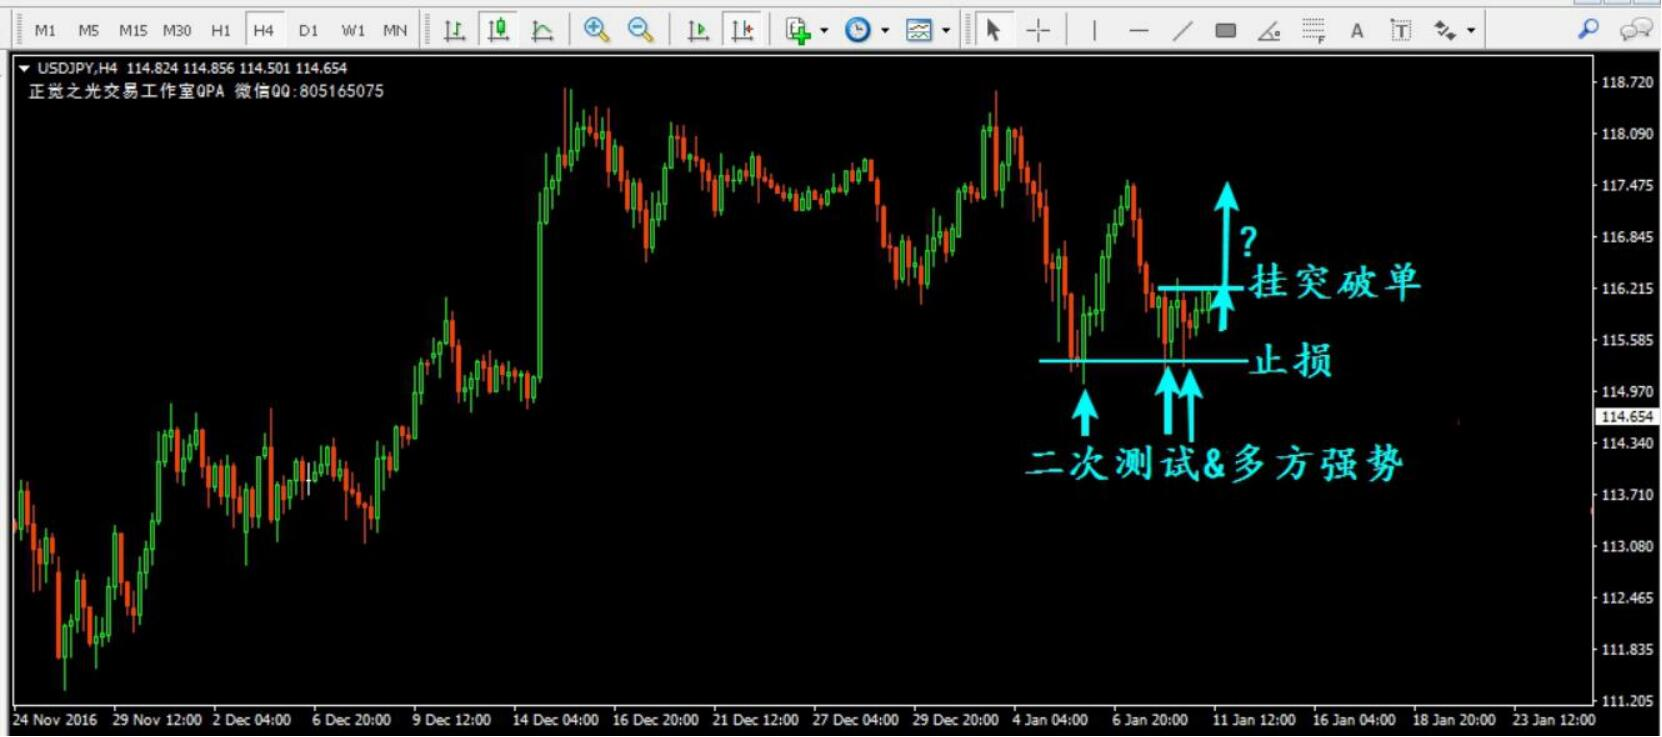 M1 M5 M15 M30 H1 H4 D1 W1 MN
USDJPY,H4 114.824 114.856 114.501 114.654
正觉之光交易工作室QPA 微信QQ:805165075
118.720
118.090
117.475
116.845
?
挂突破单
116.215
115.585
止损
114.970
114.654
114.340
二次测试&多方强势
113.710
113.080
112.465
111.835
111.205
24 Nov 2016 29 Nov 12:00 2 Dec 04:00 6 Dec 20:00 9 Dec 12:00 14 Dec 04:00 16 Dec 20:00 21 Dec 12:00 27 Dec 04:00 29 Dec 20:00 4 Jan 04:00 6 Jan 20:00 11 Jan 12:00 16 Jan 04:00 18 Jan 20:00 23 Jan 12:00